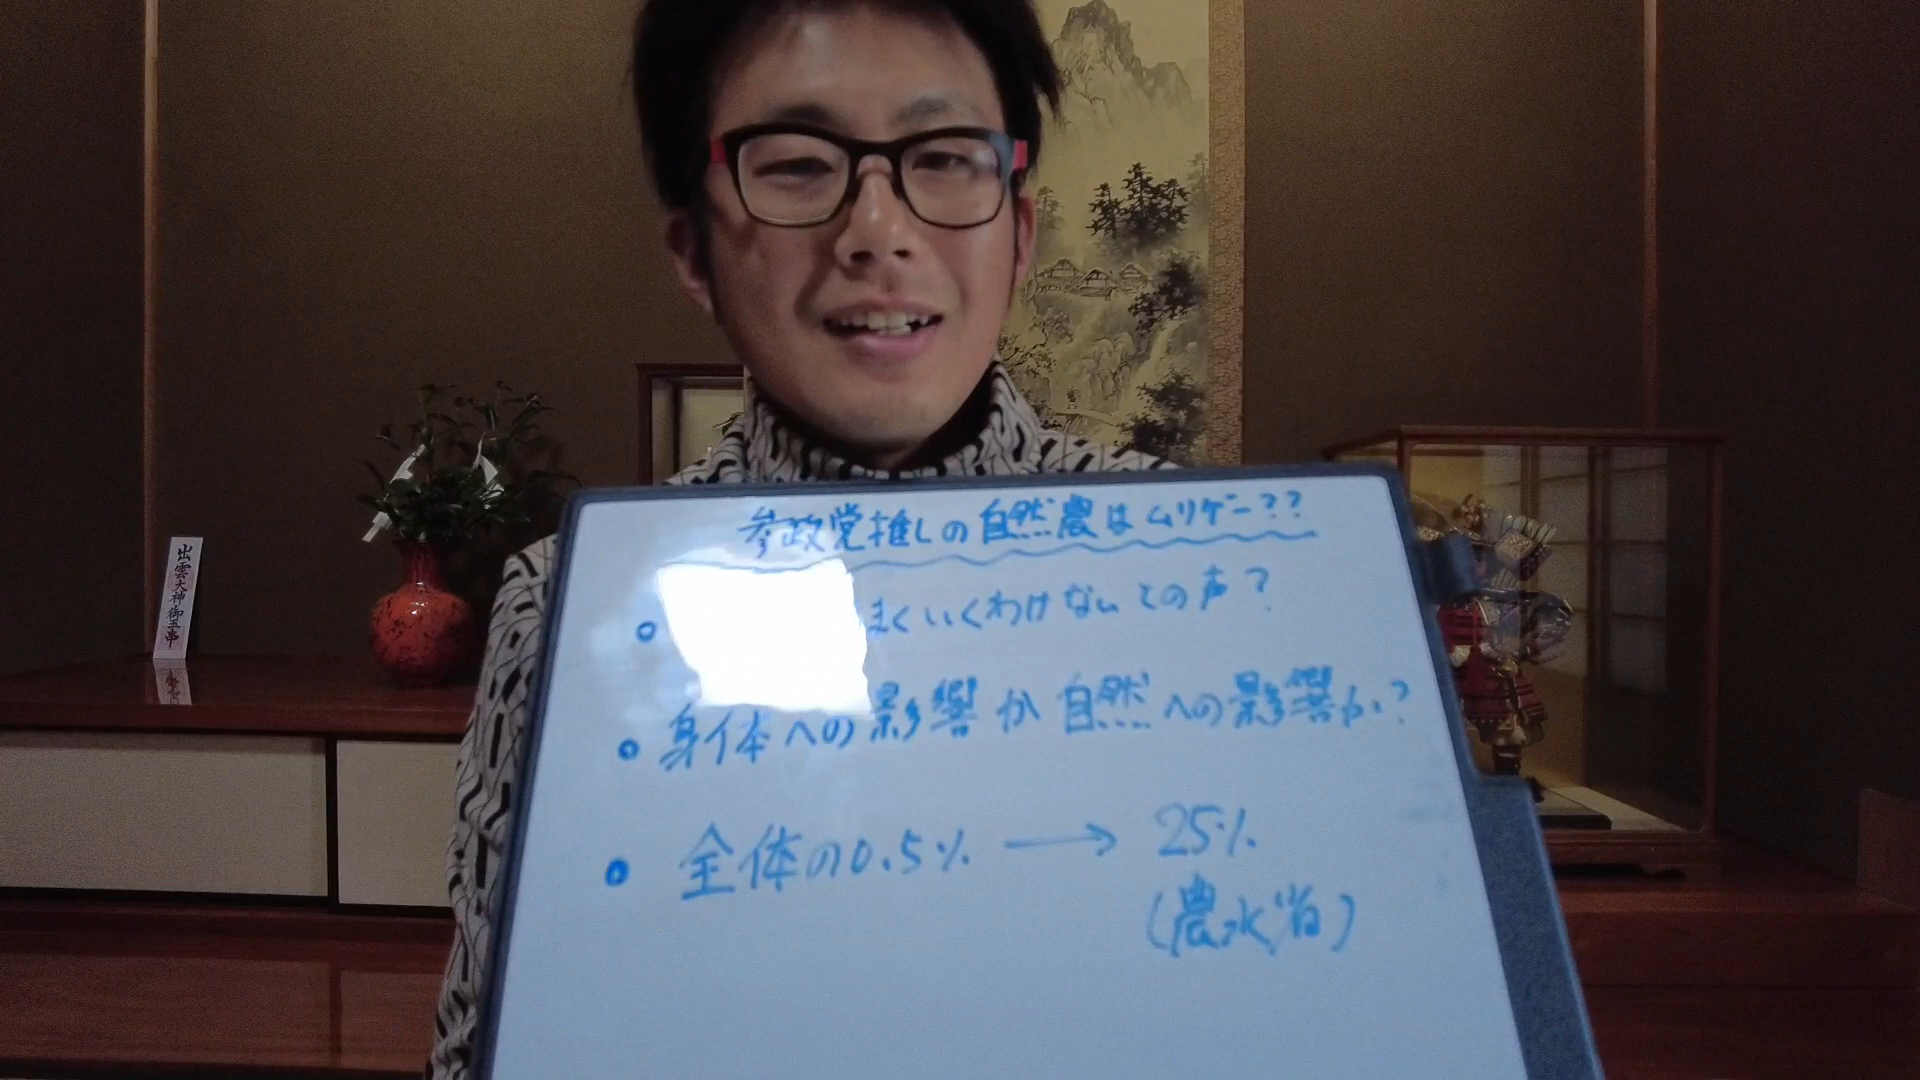 参政党推しの自然農はムリゲー??
まくいくわけないとの声?
身体への影響か自然への影響か?
全体の0.5% → 25%
(農水省)
出雲大神御玉串